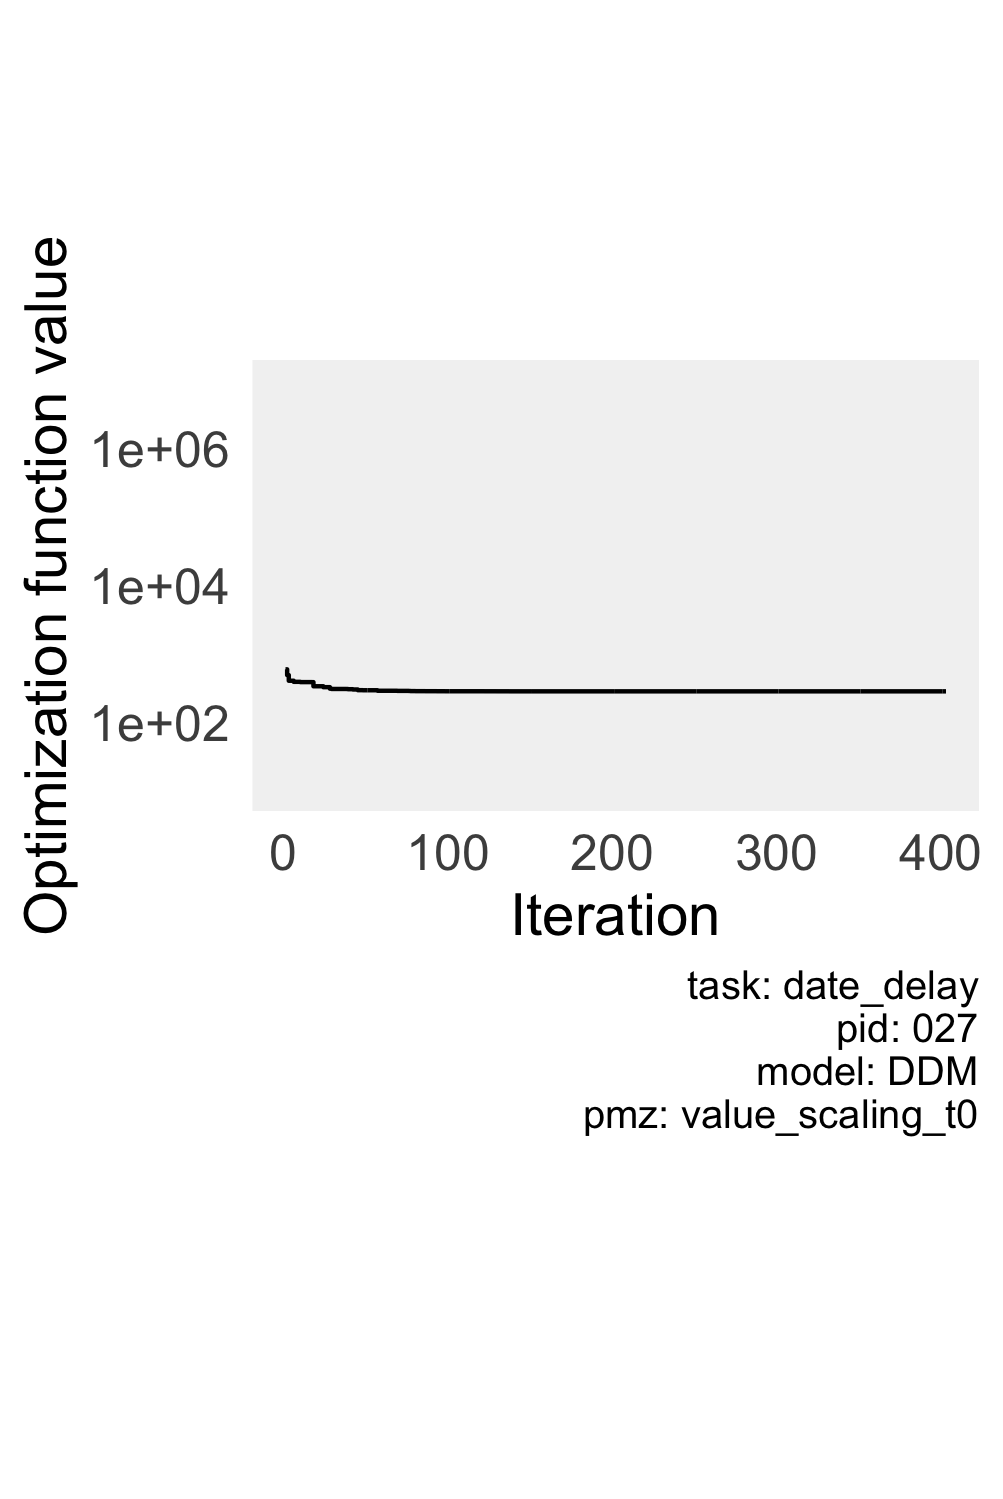 Optimization function value
1e+06
1e+04
1e+02
0 100 200 300 400
Iteration
task: date_delay
pid: 027
model: DDM
pmz: value_scaling_t0